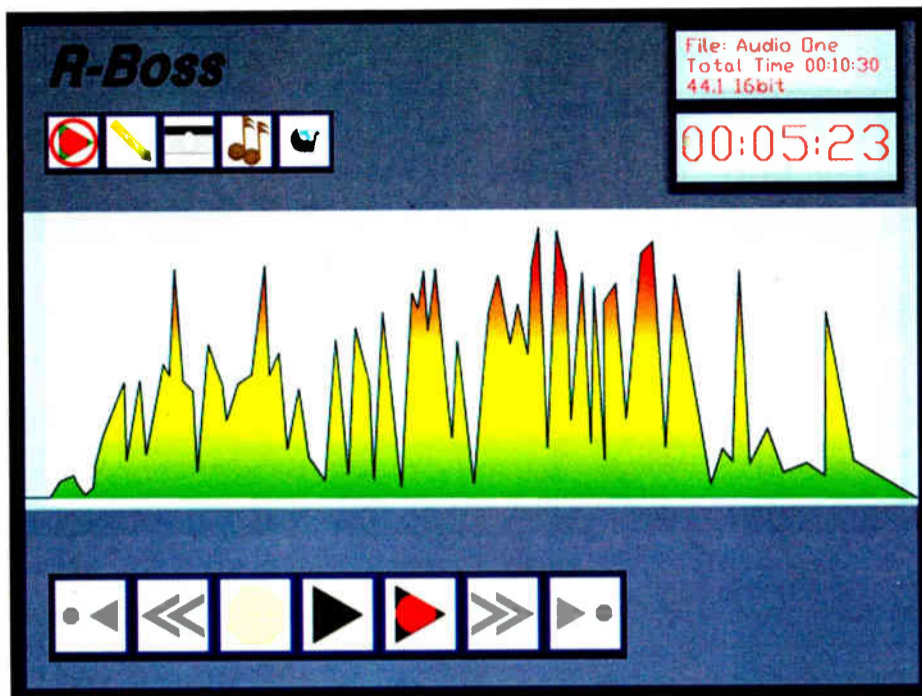 R-Boss
File: Audio One
Total Time 00:10:30
44.1 16bit
00:05:23